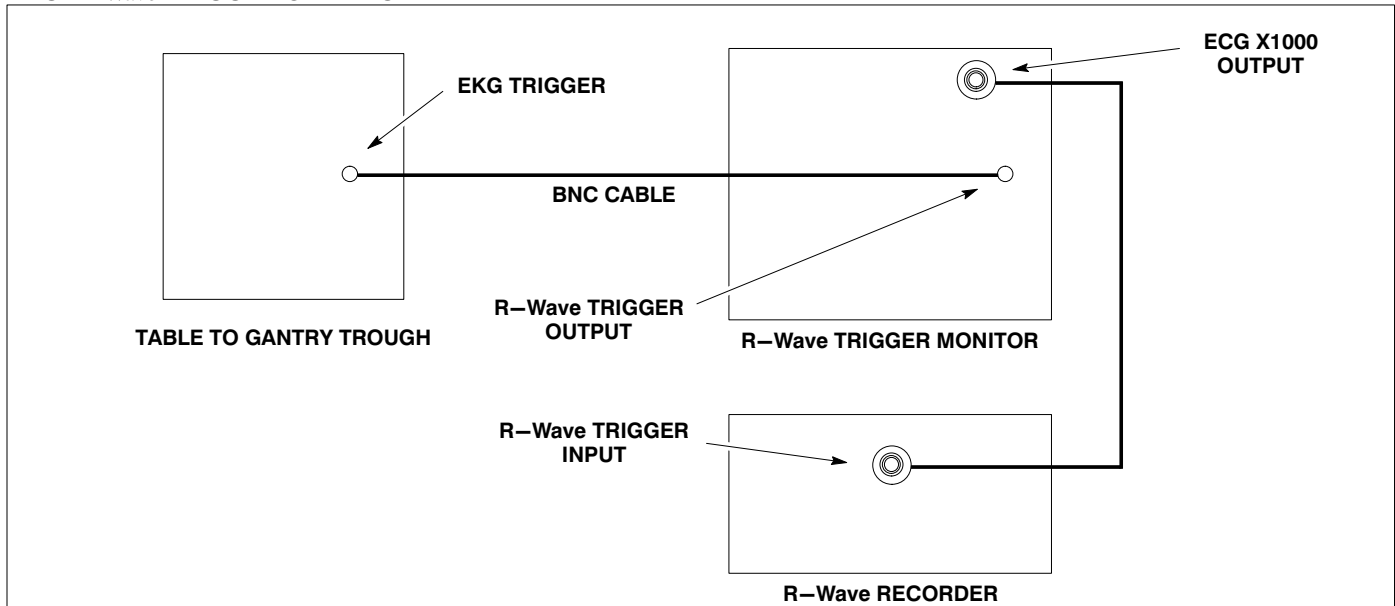 ECG X1000
OUTPUT
EKG TRIGGER
BNC CABLE
R−Wave TRIGGER
OUTPUT
TABLE TO GANTRY TROUGH
R−Wave TRIGGER MONITOR
R−Wave TRIGGER
INPUT
R−Wave RECORDER